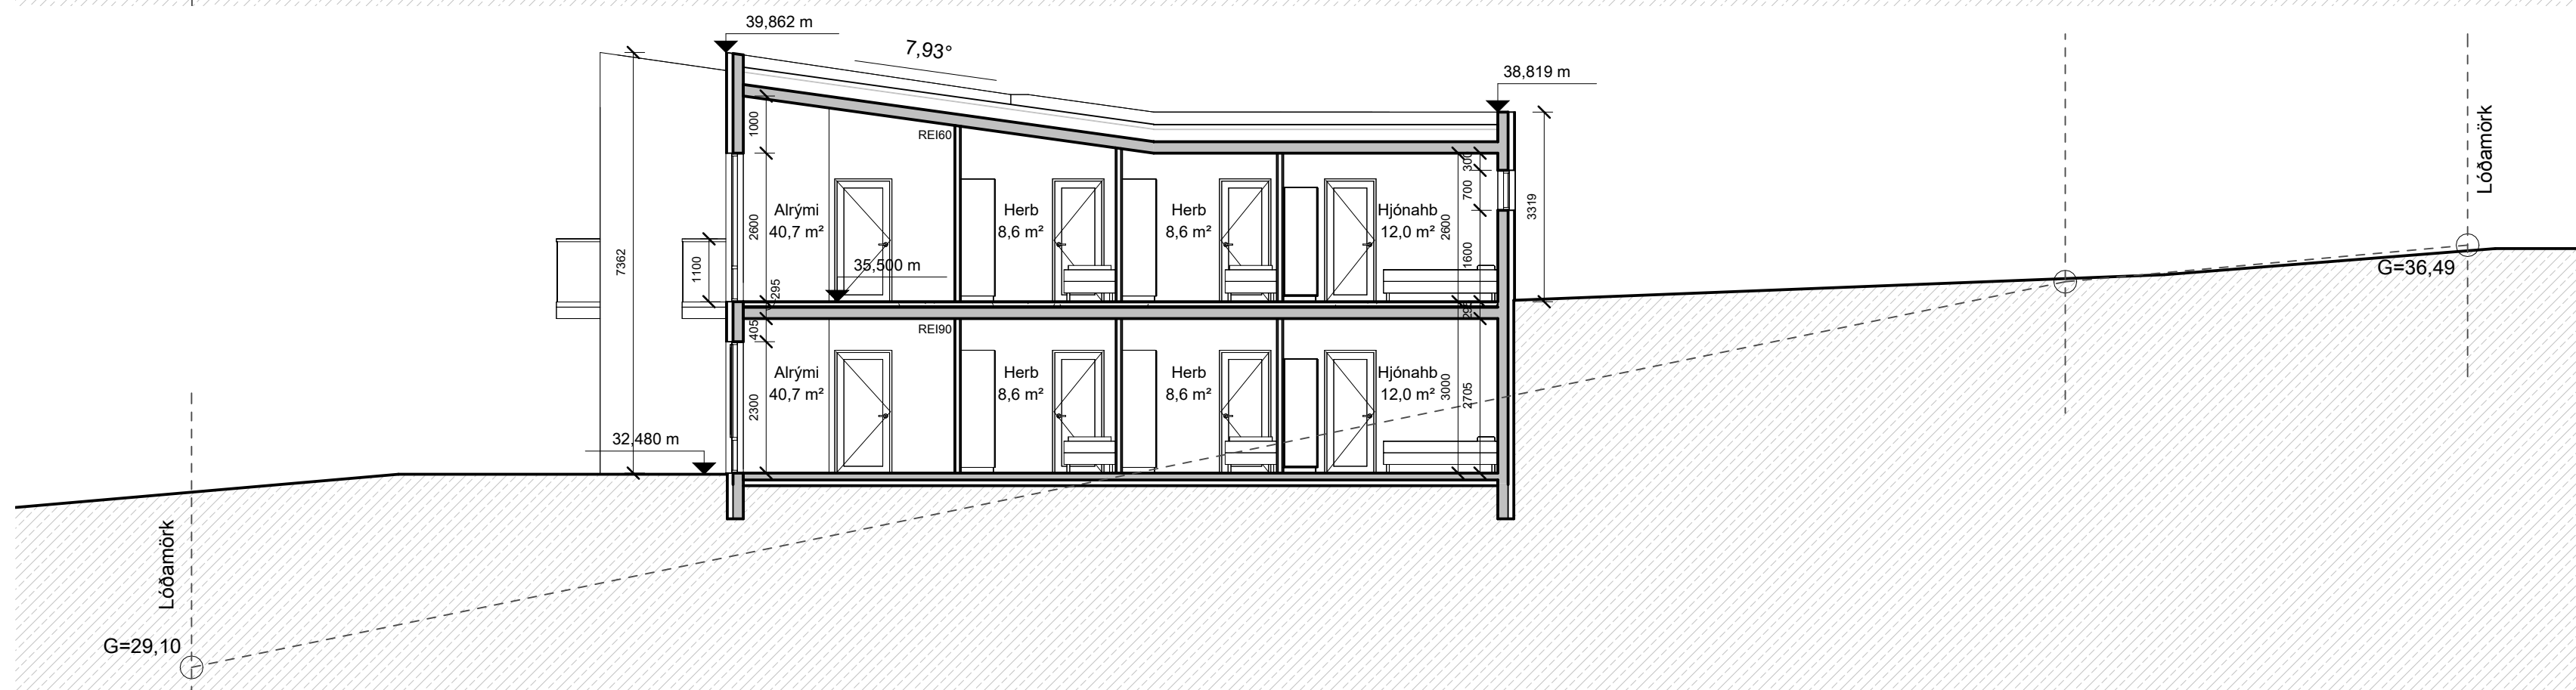 39,862 m
7,93°
38,819 m
Lóðamörk
1000
REI60
300
700
3319
Alrými
40,7 m²
Herb
8,6 m²
Herb
8,6 m²
Hjónahb
12,0 m²
2600
2600
1600
7362
1100
35,500 m
295
G=36,49
295
405
REI90
Alrými
40,7 m²
Herb
8,6 m²
Herb
8,6 m²
Hjónahb
12,0 m²
2300
3000
2705
32,480 m
Lóðamörk
G=29,10